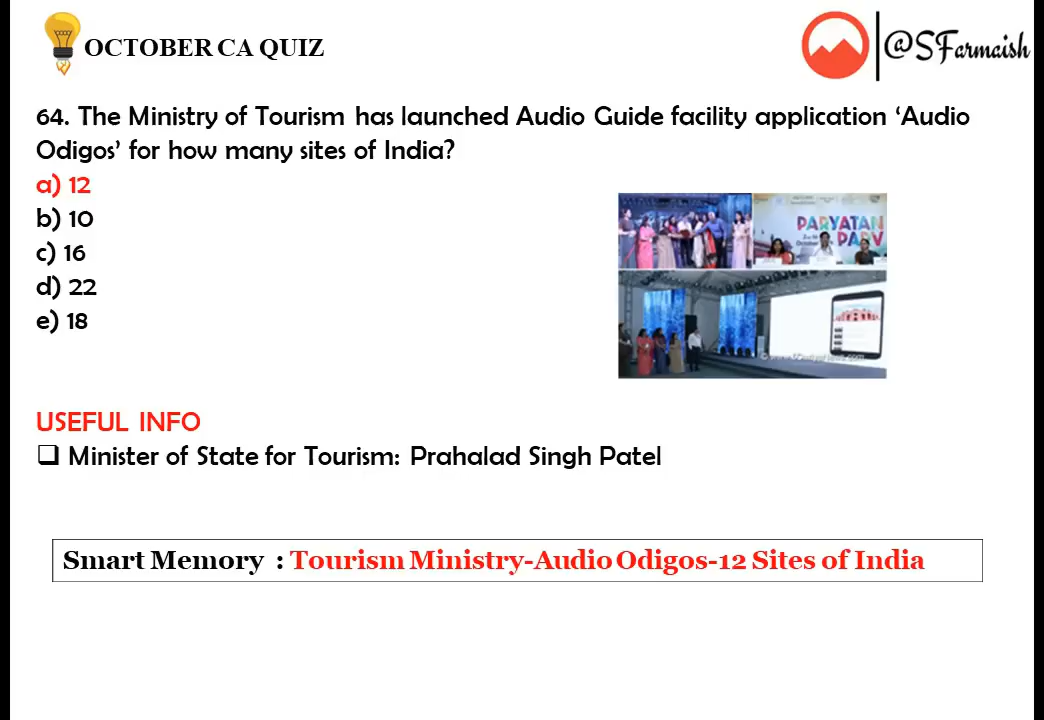 OCTOBER CA QUIZ
@SFarmaish
64. The Ministry of Tourism has launched Audio Guide facility application ‘Audio
Odigos’ for how many sites of India?
a) 12
b) 10
c) 16
d) 22
e) 18
PARYATAN
PARV
USEFUL INFO
❑ Minister of State for Tourism: Prahalad Singh Patel
Smart Memory : Tourism Ministry-Audio Odigos-12 Sites of India